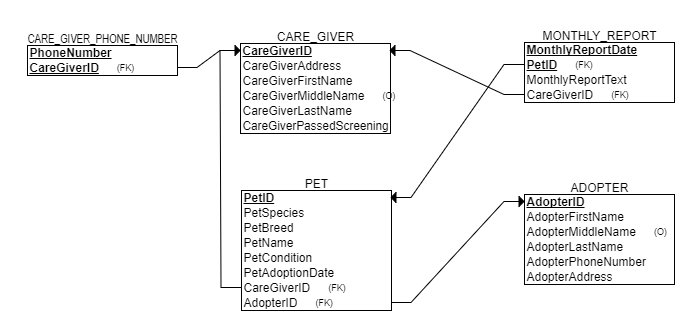 CARE_GIVER_PHONE_NUMBER
PhoneNumber
CareGiverID (FK)
CARE_GIVER
CareGiverID
CareGiverAddress
CareGiverFirstName
CareGiverMiddleName (O)
CareGiverLastName
CareGiverPassedScreening
MONTHLY_REPORT
MonthlyReportDate
PetID (FK)
MonthlyReportText
CareGiverID (FK)
PET
PetID
PetSpecies
PetBreed
PetName
PetCondition
PetAdoptionDate
CareGiverID (FK)
AdopterID (FK)
ADOPTER
AdopterID
AdopterFirstName
AdopterMiddleName (O)
AdopterLastName
AdopterPhoneNumber
AdopterAddress